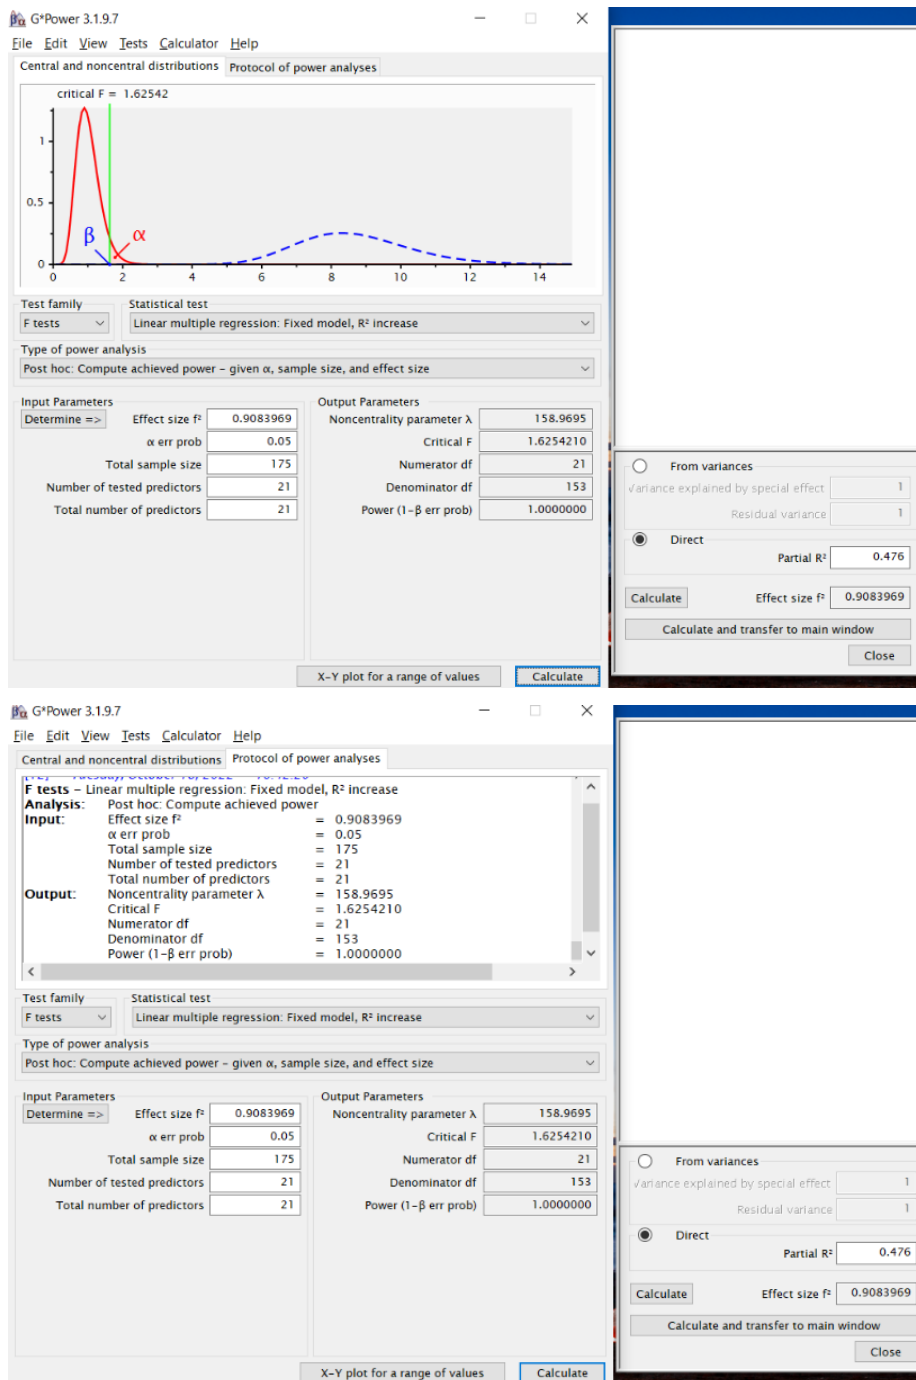 G*Power 3.1.9.7
File Edit View Tests Calculator Help
Central and noncentral distributions Protocol of power analyses
critical F = 1.62542
1
0.5
0
β α
0 2 4 6 8 10 12 14
Test family Statistical test
F tests Linear multiple regression: Fixed model, R² increase
Type of power analysis
Post hoc: Compute achieved power – given α, sample size, and effect size
Input Parameters Output Parameters
Determine => Effect size f² 0.9083969 Noncentrality parameter λ 158.9695
α err prob 0.05 Critical F 1.6254210
Total sample size 175 Numerator df 21
Number of tested predictors 21 Denominator df 153
Total number of predictors 21 Power (1-β err prob) 1.0000000
X-Y plot for a range of values Calculate
From variances
Variance explained by special effect 1
Residual variance 1
Direct
Partial R² 0.476
Calculate Effect size f² 0.9083969
Calculate and transfer to main window
Close
G*Power 3.1.9.7
File Edit View Tests Calculator Help
Central and noncentral distributions Protocol of power analyses
F tests – Linear multiple regression: Fixed model, R² increase
Analysis: Post hoc: Compute achieved power
Input: Effect size f² = 0.9083969
α err prob = 0.05
Total sample size = 175
Number of tested predictors = 21
Total number of predictors = 21
Output: Noncentrality parameter λ = 158.9695
Critical F = 1.6254210
Numerator df = 21
Denominator df = 153
Power (1-β err prob) = 1.0000000
Test family Statistical test
F tests Linear multiple regression: Fixed model, R² increase
Type of power analysis
Post hoc: Compute achieved power – given α, sample size, and effect size
Input Parameters Output Parameters
Determine => Effect size f² 0.9083969 Noncentrality parameter λ 158.9695
α err prob 0.05 Critical F 1.6254210
Total sample size 175 Numerator df 21
Number of tested predictors 21 Denominator df 153
Total number of predictors 21 Power (1-β err prob) 1.0000000
X-Y plot for a range of values Calculate
From variances
Variance explained by special effect 1
Residual variance 1
Direct
Partial R² 0.476
Calculate Effect size f² 0.9083969
Calculate and transfer to main window
Close